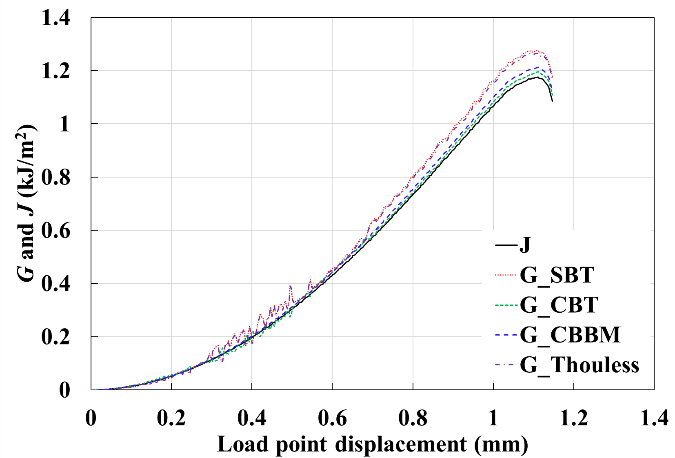 1.4
1.2
1
0.8
0.6
0.4
0.2
0
G and J (kJ/m²)
J
G_SBT
G_CBT
G_CBBM
G_Thouless
0 0.2 0.4 0.6 0.8 1 1.2 1.4
Load point displacement (mm)